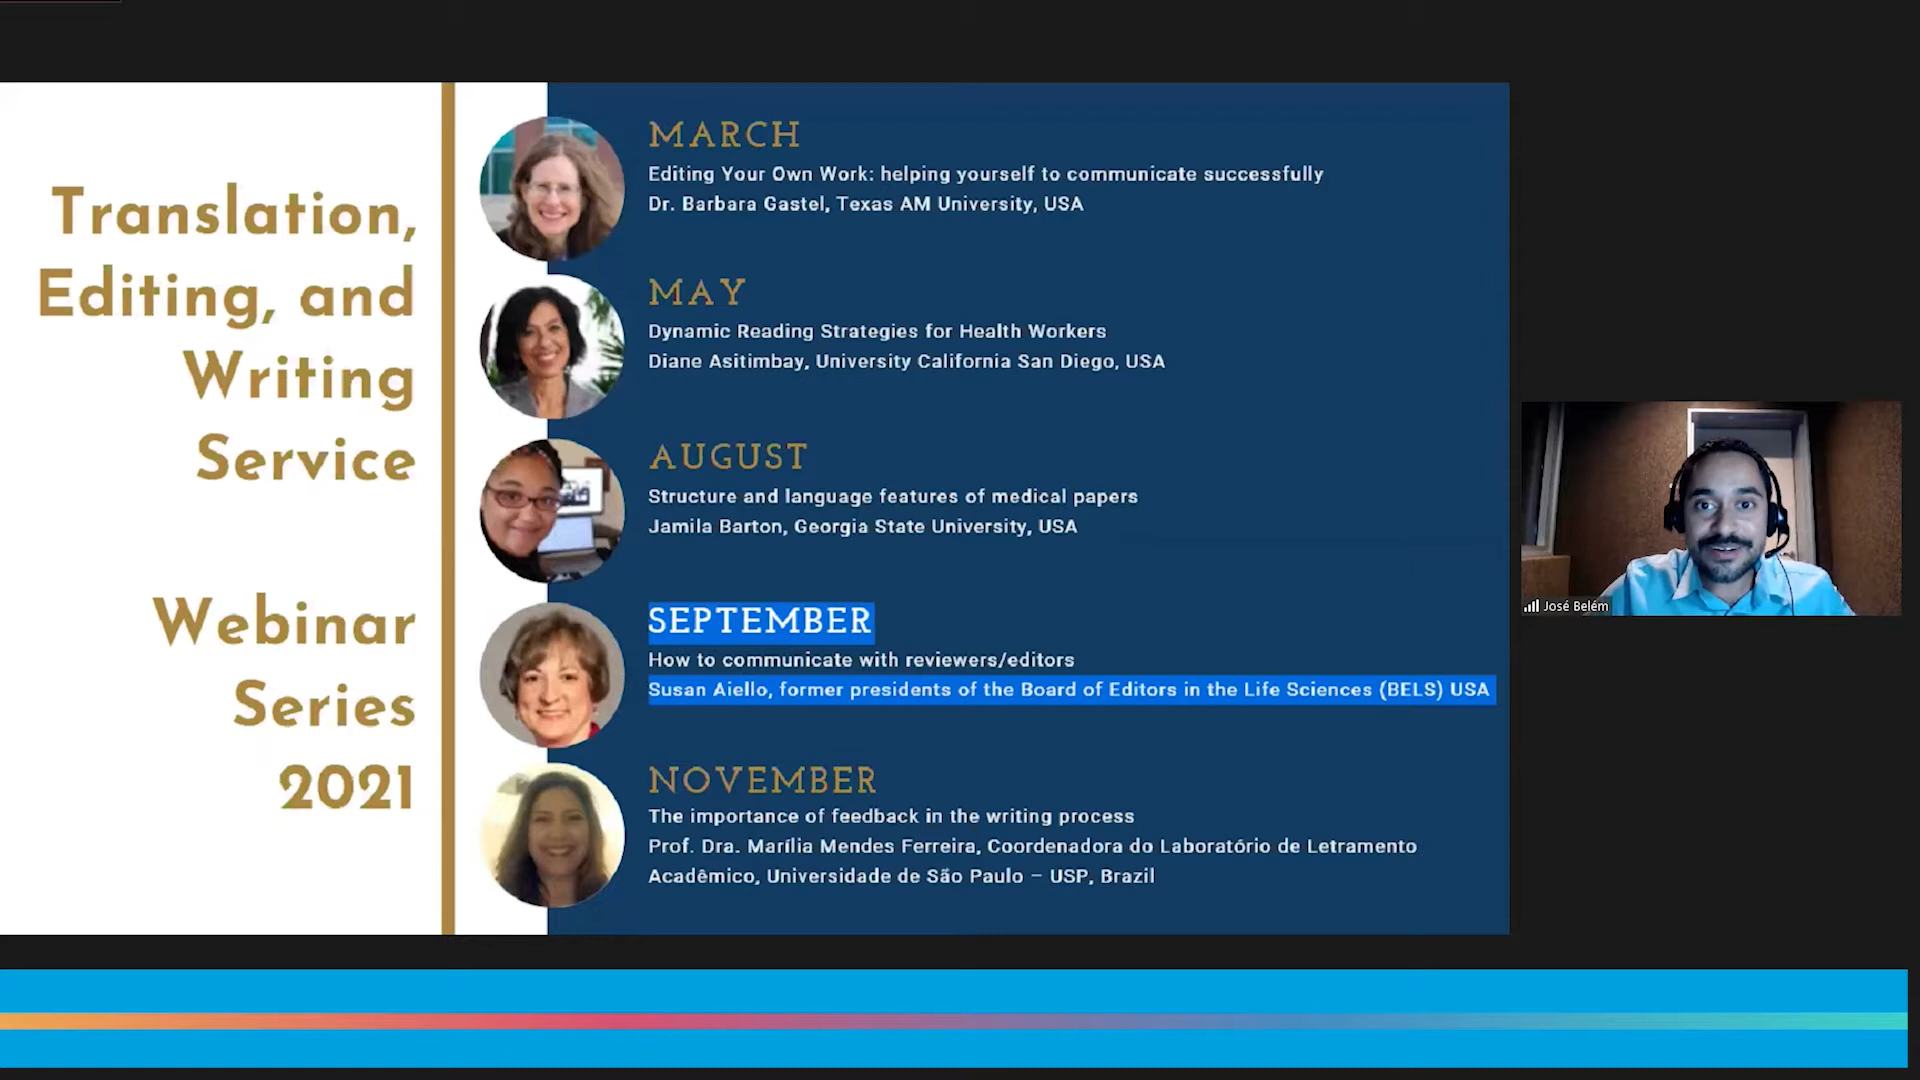 Translation,
Editing, and
Writing
Service
Webinar
Series
2021
MARCH
Editing Your Own Work: helping yourself to communicate successfully
Dr. Barbara Gastel, Texas AM University, USA
MAY
Dynamic Reading Strategies for Health Workers
Diane Asitimbay, University California San Diego, USA
AUGUST
Structure and language features of medical papers
Jamila Barton, Georgia State University, USA
SEPTEMBER
How to communicate with reviewers/editors
Susan Aiello, former presidents of the Board of Editors in the Life Sciences (BELS) USA
NOVEMBER
The importance of feedback in the writing process
Prof. Dra. Marília Mendes Ferreira, Coordenadora do Laboratório de Letramento
Acadêmico, Universidade de São Paulo – USP, Brazil
José Belém